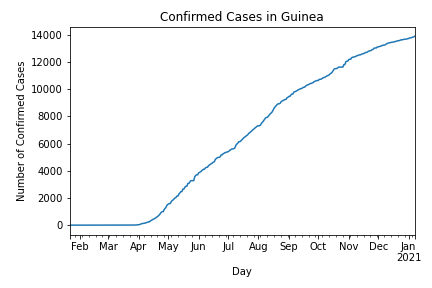 Confirmed Cases in Guinea
14000
12000
10000
8000
6000
4000
2000
0
Number of Confirmed Cases
Feb Mar Apr May Jun Jul Aug Sep Oct Nov Dec Jan
2021
Day